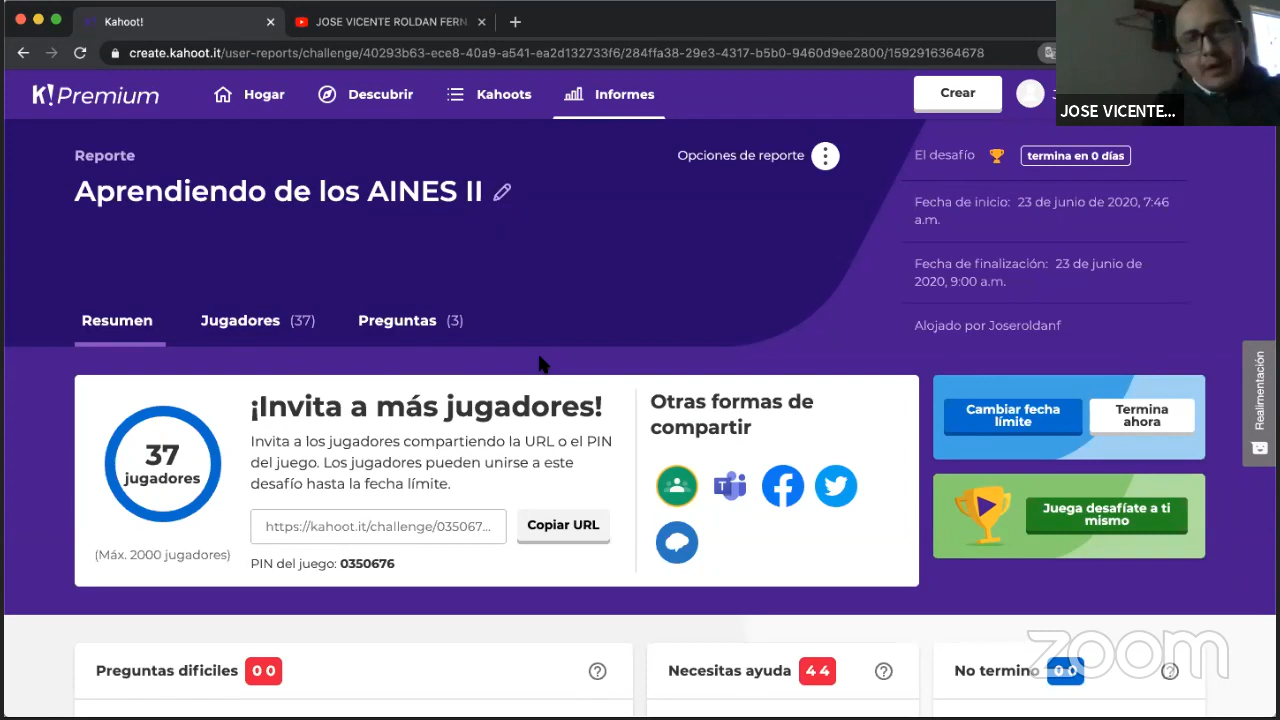 Kahoot!
JOSE VICENTE ROLDAN FERN
create.kahoot.it/user-reports/challenge/40293b63-ece8-40a9-a541-ea2d132733f6/284ffa38-29e3-4317-b5b0-9460d9ee2800/1592916364678
K!Premium
Hogar
Descubrir
Kahoots
Informes
Crear
JOSE VICENTE...
Reporte
Opciones de reporte
Aprendiendo de los AINES II
El desafío
termina en 0 días
Fecha de inicio: 23 de junio de 2020, 7:46
a.m.
Fecha de finalización: 23 de junio de
2020, 9:00 a.m.
Alojado por Joseroldanf
Resumen
Jugadores (37)
Preguntas (3)
Realimentación
37
jugadores
(Máx. 2000 jugadores)
¡Invita a más jugadores!
Invita a los jugadores compartiendo la URL o el PIN
del juego. Los jugadores pueden unirse a este
desafío hasta la fecha límite.
https://kahoot.it/challenge/035067...
Copiar URL
PIN del juego: 0350676
Otras formas de
compartir
Cambiar fecha
límite
Termina
ahora
Juega desafíate a ti
mismo
Preguntas dificiles 0 0
Necesitas ayuda 4 4
No termino 0 0
zoom